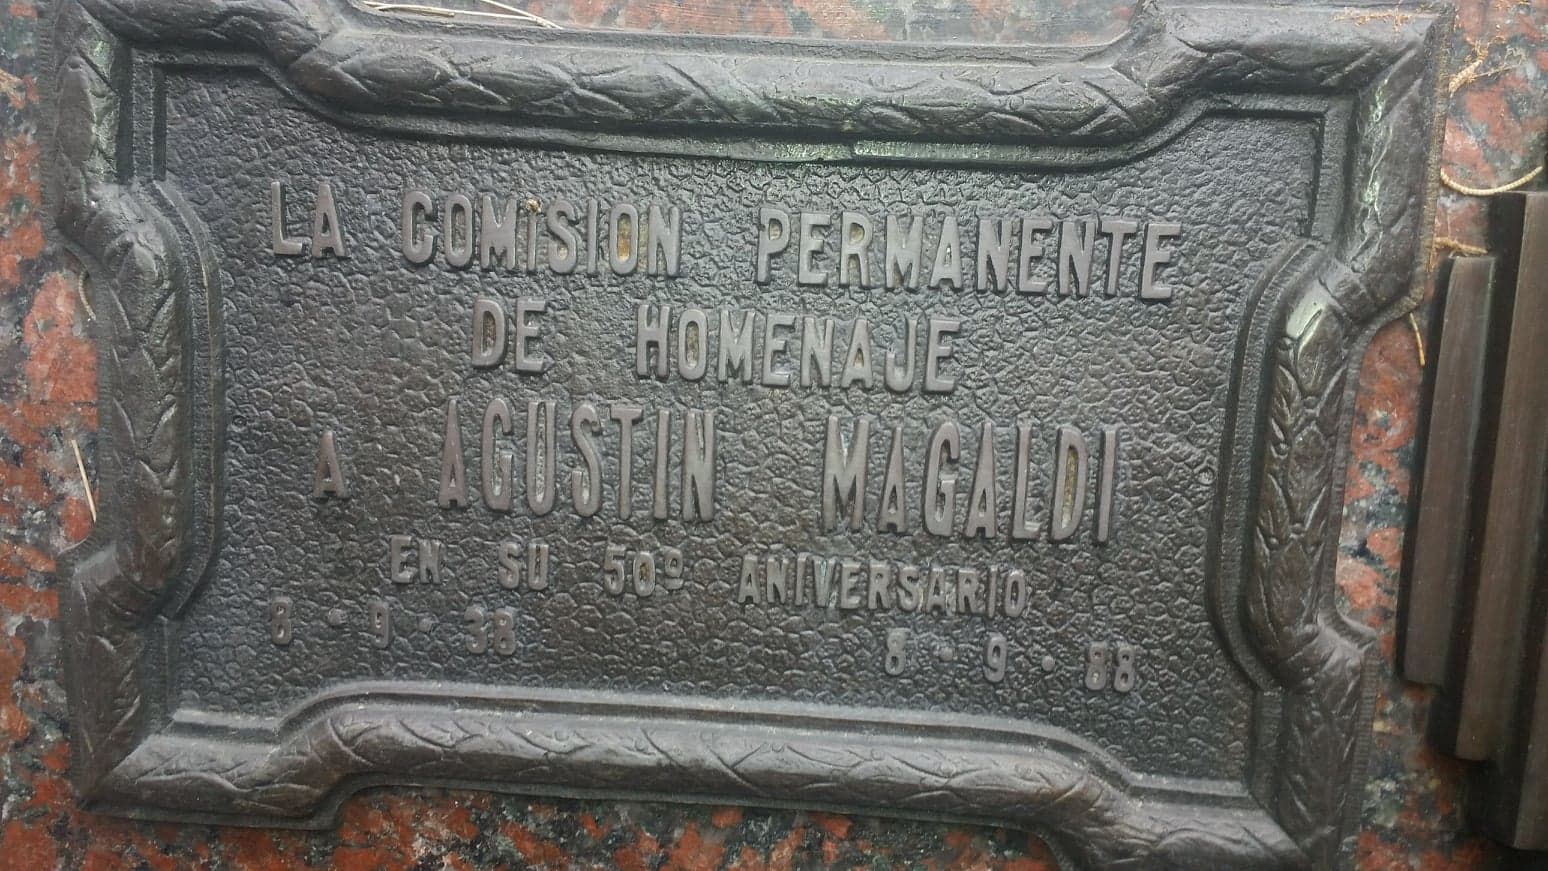 LA COMISION PERMANENTE
DE HOMENAJE
A AGUSTIN MAGALDI
EN SU 50º ANIVERSARIO
8 · 9 · 38 8 · 9 · 88